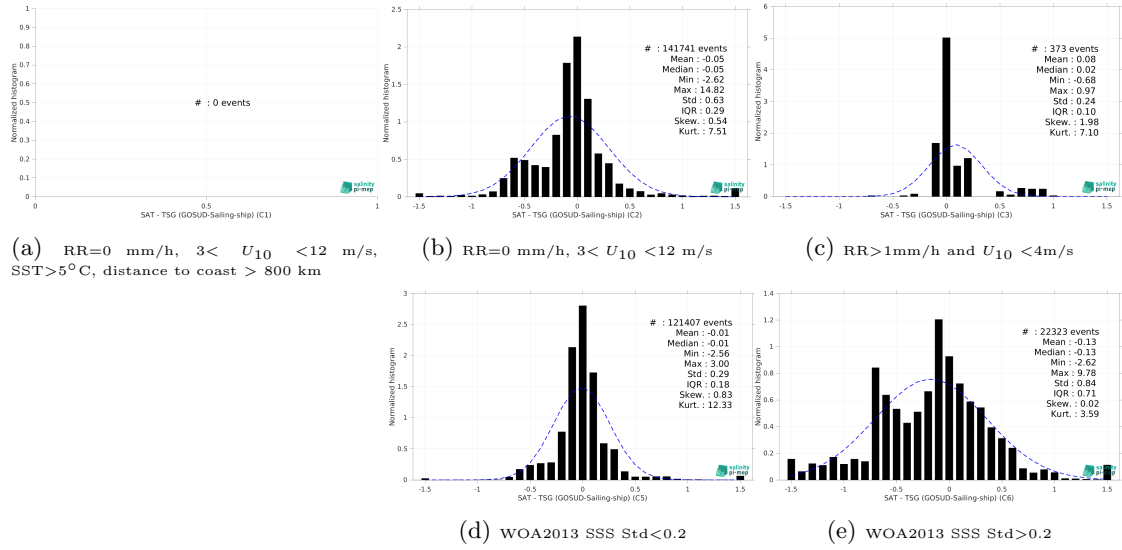 1
0.9
0.8
0.7
0.6
0.5
0.4
0.3
0.2
0.1
0
Normalized histogram
# : 0 events
salinity
pi-mep
0 0.5 1
SAT - TSG (GOSUD-Sailing-ship) (C1)
(a) RR=0 mm/h, 3< U10 <12 m/s,
SST>5°C, distance to coast > 800 km
2.5
2
1.5
1
0.5
0
Normalized histogram
# : 141741 events
Mean : -0.05
Median : -0.05
Min : -2.62
Max : 14.82
Std : 0.63
IQR : 0.29
Skew. : 0.54
Kurt. : 7.51
salinity
pi-mep
-1.5 -1 -0.5 0 0.5 1 1.5
SAT - TSG (GOSUD-Sailing-ship) (C2)
(b) RR=0 mm/h, 3< U10 <12 m/s
6
5
4
3
2
1
0
Normalized histogram
# : 373 events
Mean : 0.08
Median : 0.02
Min : -0.68
Max : 0.97
Std : 0.24
IQR : 0.10
Skew. : 1.98
Kurt. : 7.10
salinity
pi-mep
-1.5 -1 -0.5 0 0.5 1 1.5
SAT - TSG (GOSUD-Sailing-ship) (C3)
(c) RR>1mm/h and U10 <4m/s
3
2.5
2
1.5
1
0.5
0
Normalized histogram
# : 121407 events
Mean : -0.01
Median : -0.01
Min : -2.56
Max : 3.00
Std : 0.29
IQR : 0.18
Skew. : 0.83
Kurt. : 12.33
salinity
pi-mep
-1.5 -1 -0.5 0 0.5 1 1.5
SAT - TSG (GOSUD-Sailing-ship) (C5)
(d) WOA2013 SSS Std<0.2
1.4
1.2
1
0.8
0.6
0.4
0.2
0
Normalized histogram
# : 22323 events
Mean : -0.13
Median : -0.13
Min : -2.62
Max : 9.78
Std : 0.84
IQR : 0.71
Skew. : 0.02
Kurt. : 3.59
salinity
pi-mep
-1.5 -1 -0.5 0 0.5 1 1.5
SAT - TSG (GOSUD-Sailing-ship) (C6)
(e) WOA2013 SSS Std>0.2